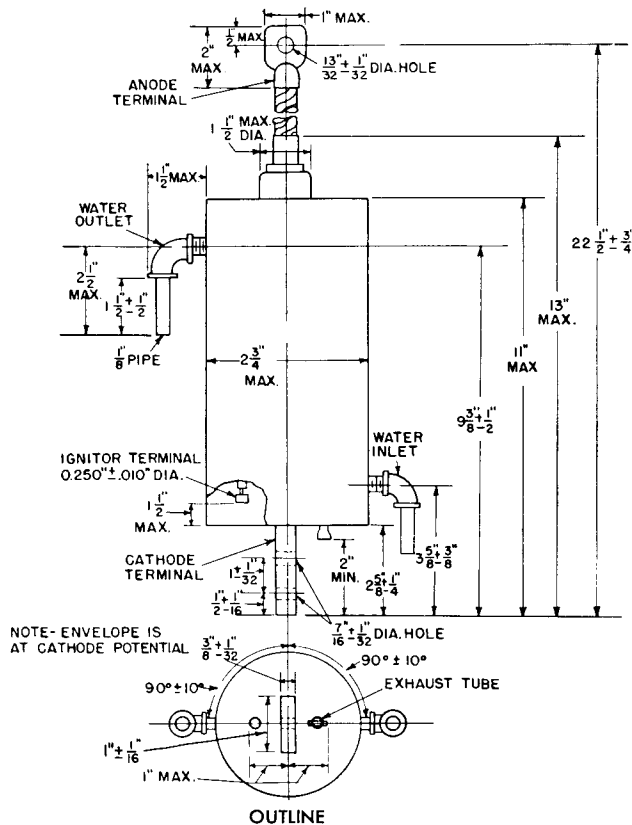 1" MAX.
1/2" MAX.
2" MAX.
13/32" ± 1/32" DIA. HOLE
ANODE
TERMINAL
1 1/2" MAX.
DIA.
1 1/2" MAX.
WATER
OUTLET
22 1/2" ± 3/4"
2 1/2"
MAX.
1 1/2" ± 1/2"
13"
MAX.
11"
MAX
1/8" PIPE
2 3/4"
MAX.
9 3/8" ± 1/2"
WATER
INLET
IGNITOR TERMINAL
0.250" ± .010" DIA.
1 1/2"
MAX.
CATHODE
TERMINAL
1 ± 1/32"
2"
MIN.
2 5/8" ± 1/4"
3 5/8" ± 3/8"
1/2" ± 1/16"
7/16" ± 1/32" DIA. HOLE
NOTE- ENVELOPE IS
AT CATHODE POTENTIAL
3/8" ± 1/32"
90° ± 10°
90° ± 10°
EXHAUST TUBE
1" ± 1/16
1" MAX.
OUTLINE